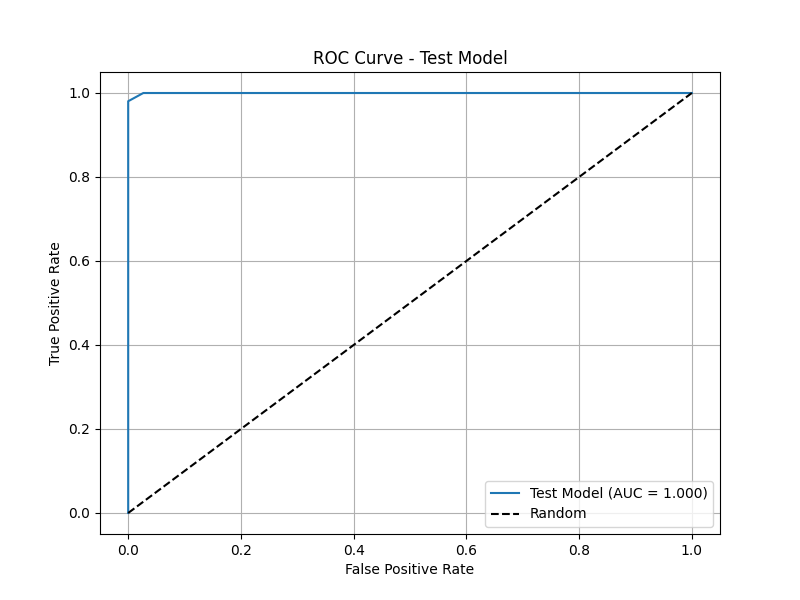 ROC Curve - Test Model
True Positive Rate
1.0
0.8
0.6
0.4
0.2
0.0
0.0 0.2 0.4 0.6 0.8 1.0
False Positive Rate
Test Model (AUC = 1.000)
Random